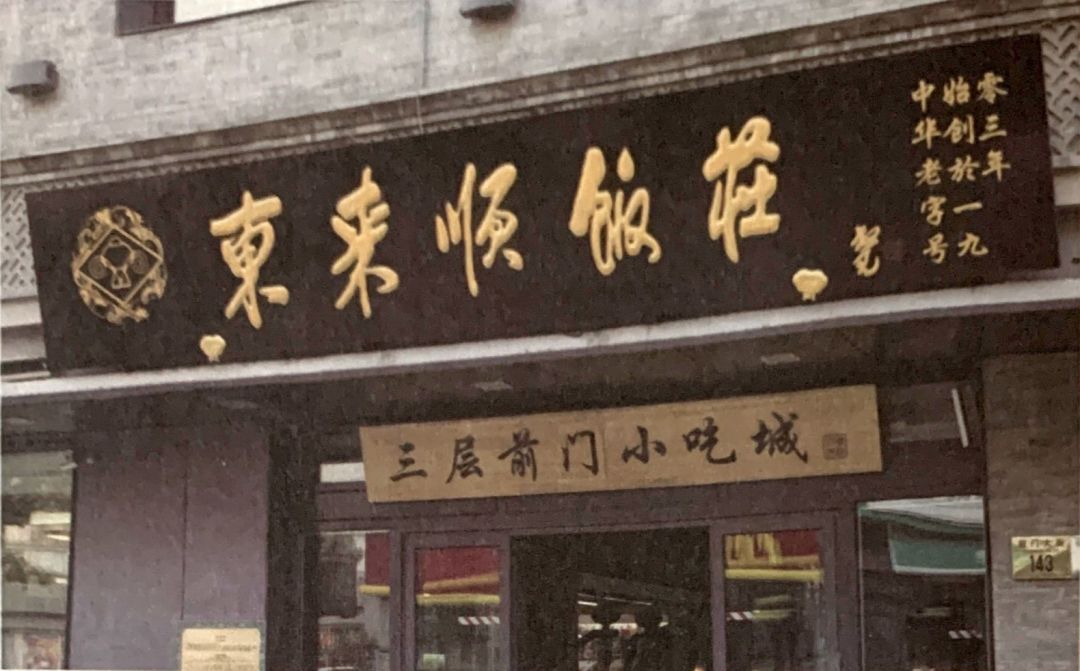 東来顺飯莊
中华老字号
始创於一九
零三年
三层前门小吃城
143